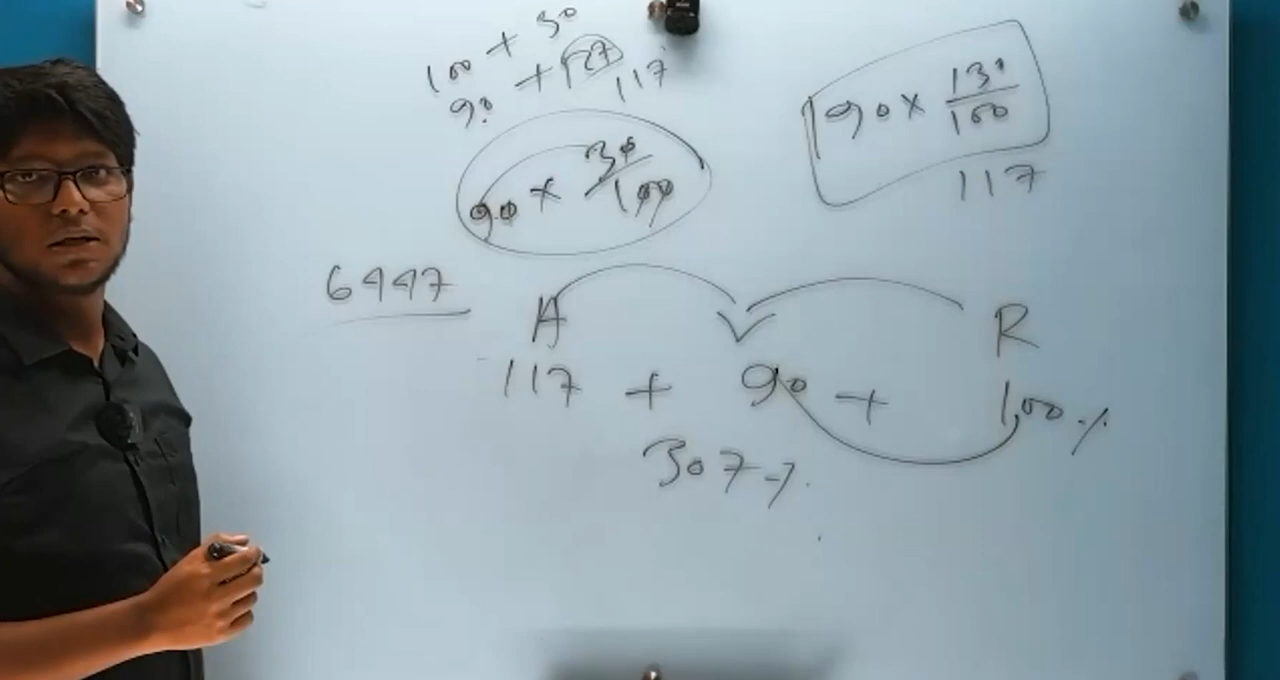 100 + 30
90 + 27
117
90 × 30/100
90 × 130/100
117
6447
A V R
117 + 90 + 100%
307%